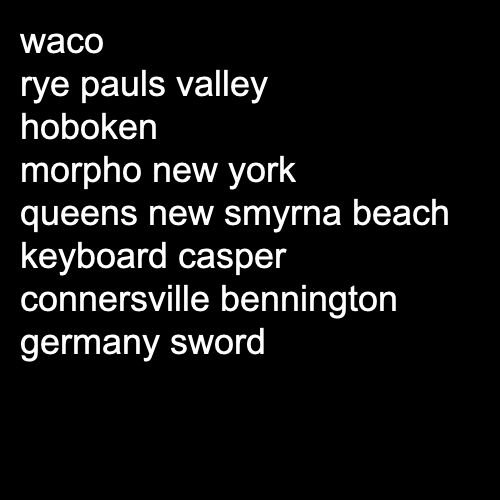 waco
rye pauls valley
hoboken
morpho new york
queens new smyrna beach
keyboard casper
connersville bennington
germany sword